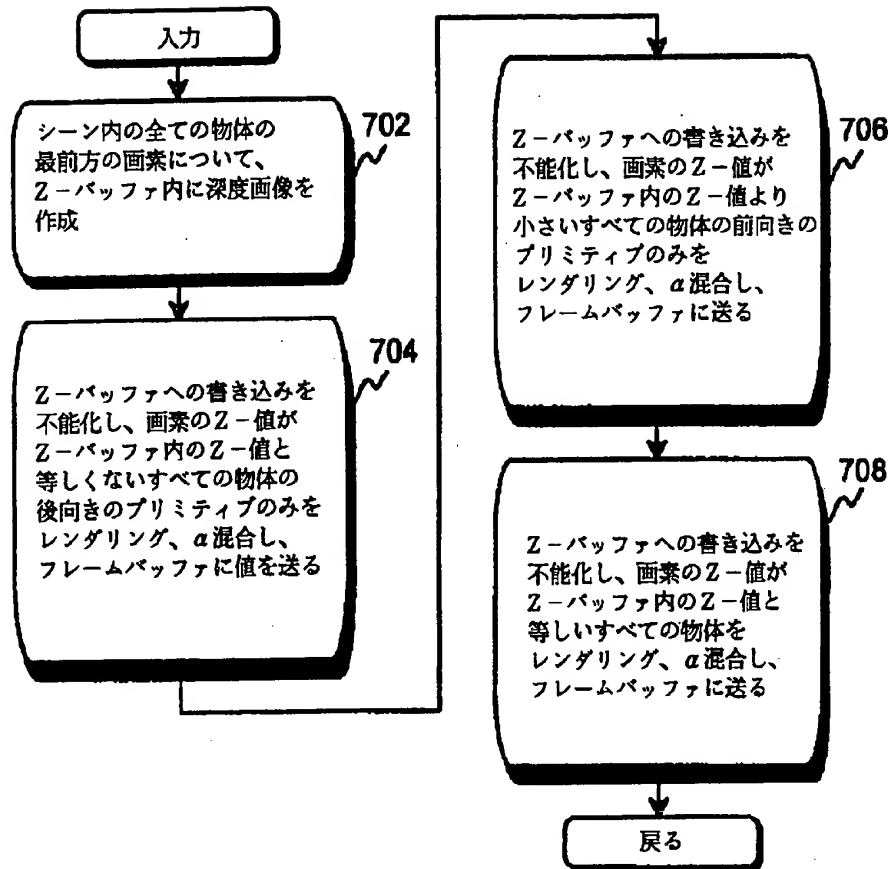 入力
702
シーン内の全ての物体の
最前方の画素について、
Z－バッファ内に深度画像を
作成
704
Z－バッファへの書き込みを
不能化し、画素のZ－値が
Z－バッファ内のZ－値と
等しくないすべての物体の
後向きのプリミティブのみを
レンダリング、α混合し、
フレームバッファに値を送る
706
Z－バッファへの書き込みを
不能化し、画素のZ－値が
Z－バッファ内のZ－値より
小さいすべての物体の前向きの
プリミティブのみを
レンダリング、α混合し、
フレームバッファに送る
708
Z－バッファへの書き込みを
不能化し、画素のZ－値が
Z－バッファ内のZ－値と
等しいすべての物体を
レンダリング、α混合し、
フレームバッファに送る
戻る